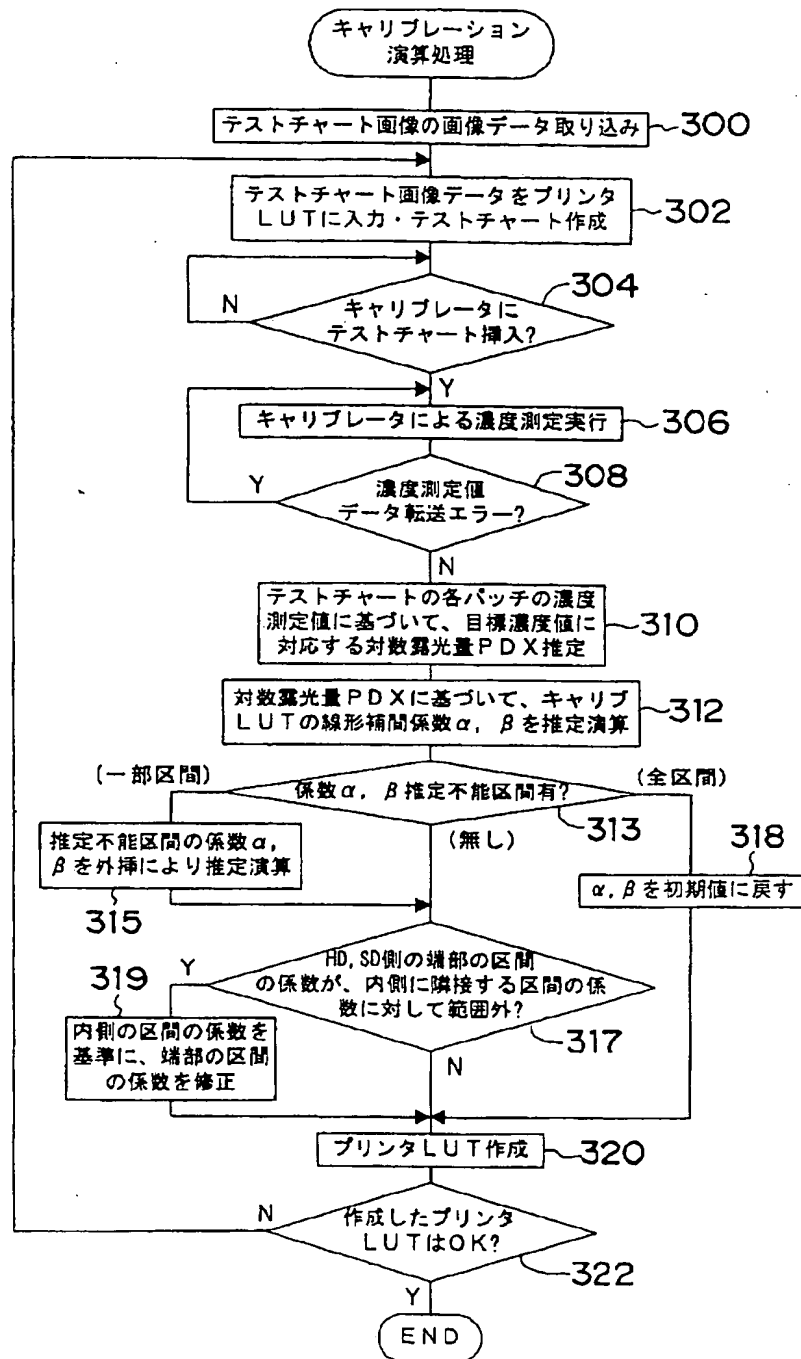 キャリブレーション
演算処理
テストチャート画像の画像データ取り込み
300
テストチャート画像データをプリンタ
LUTに入力・テストチャート作成
302
304
N
キャリブレータに
テストチャート挿入?
Y
キャリブレータによる濃度測定実行
306
308
Y
濃度測定値
データ転送エラー?
N
テストチャートの各パッチの濃度
測定値に基づいて、目標濃度値に
対応する対数露光量PDX推定
310
対数露光量PDXに基づいて、キャリブ
LUTの線形補間係数α, βを推定演算
312
(一部区間)
係数α, β推定不能区間有?
(全区間)
313
(無し)
推定不能区間の係数α,
βを外挿により推定演算
315
318
α, βを初期値に戻す
HD, SD側の端部の区間
の係数が、内側に隣接する区間の係
数に対して範囲外?
Y
317
N
319
内側の区間の係数を
基準に、端部の区間
の係数を修正
プリンタLUT作成
320
N
作成したプリンタ
LUTはOK?
322
Y
END